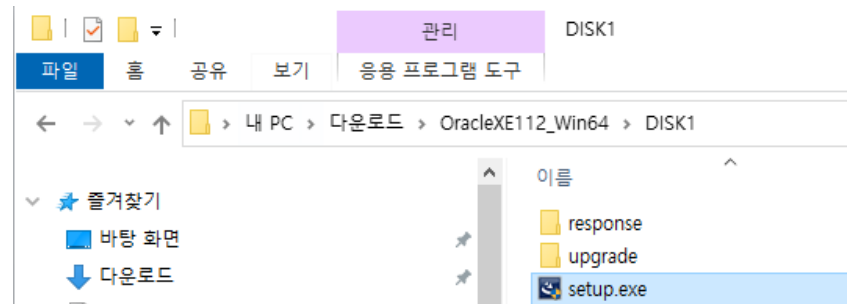 관리 DISK1
파일 홈 공유 보기 응용 프로그램 도구
내 PC > 다운로드 > OracleXE112_Win64 > DISK1
이름
즐겨찾기
response
바탕 화면
upgrade
다운로드
setup.exe